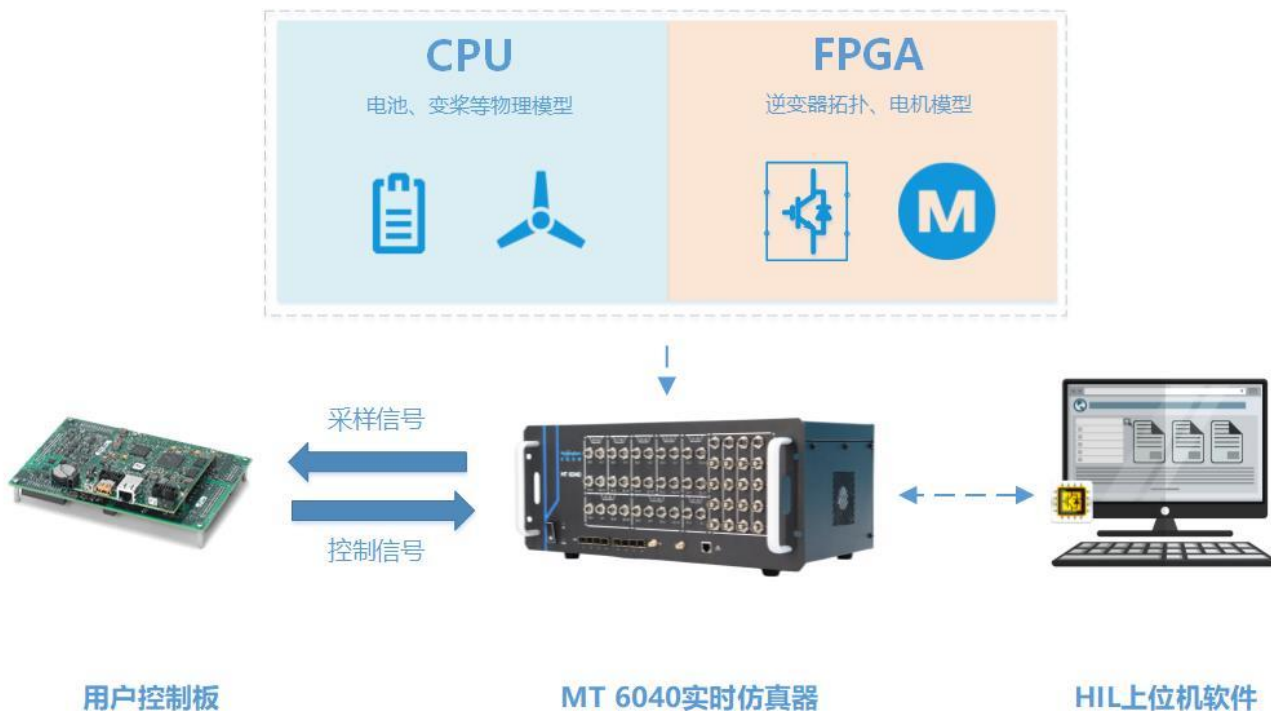 CPU
电池、变桨等物理模型
FPGA
逆变器拓扑、电机模型
M
采样信号
控制信号
MT 6040
用户控制板
MT 6040实时仿真器
HIL上位机软件